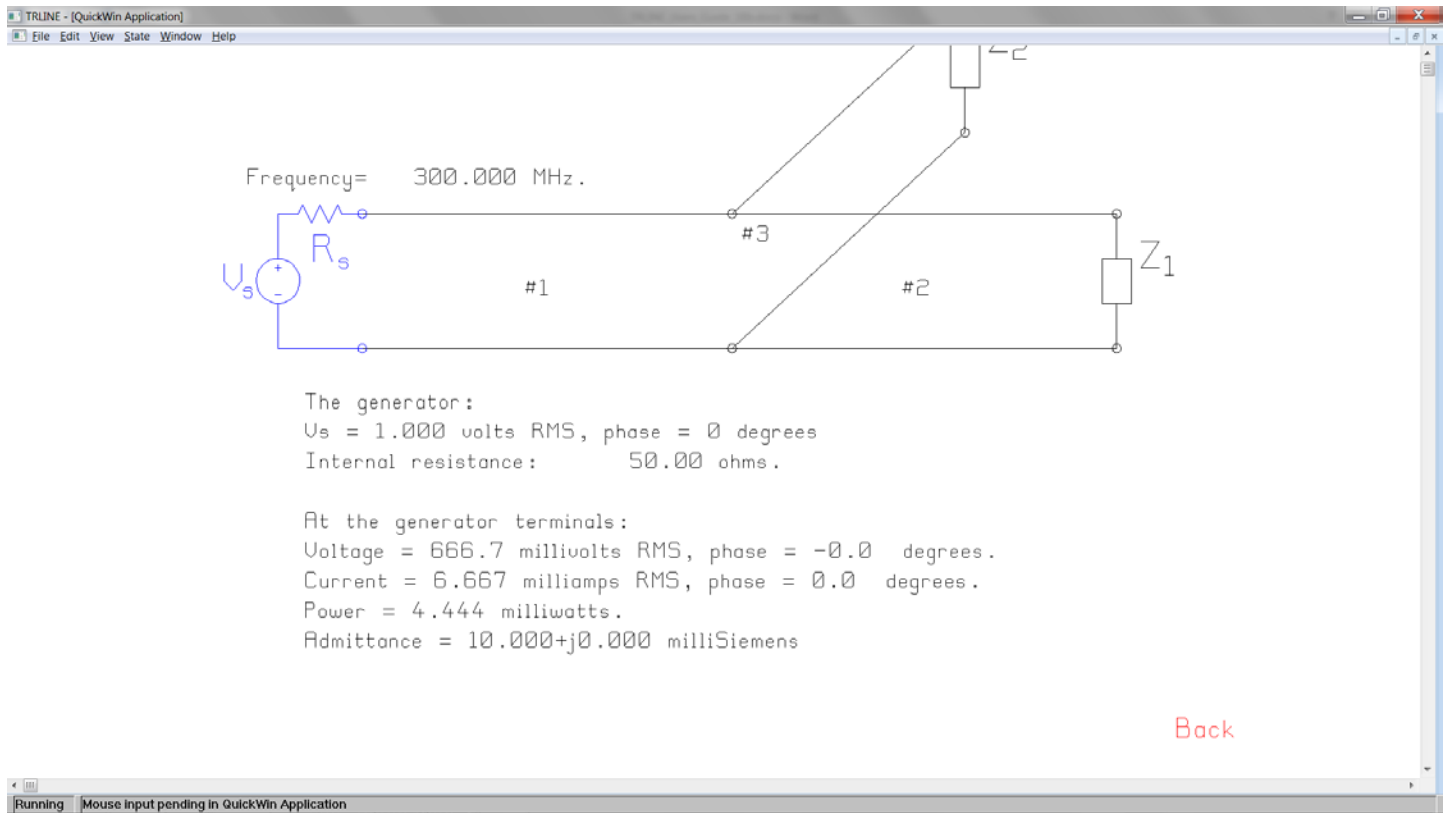 TRLINE - [QuickWin Application]
File Edit View State Window Help
Z2
Frequency= 300.000 MHz.
Rs
#3
Vs
+
-
Z1
#1
#2
The generator:
Vs = 1.000 volts RMS, phase = 0 degrees
Internal resistance: 50.00 ohms.
At the generator terminals:
Voltage = 666.7 millivolts RMS, phase = -0.0 degrees.
Current = 6.667 milliamps RMS, phase = 0.0 degrees.
Power = 4.444 milliwatts.
Admittance = 10.000+j0.000 milliSiemens
Back
Running Mouse input pending in QuickWin Application